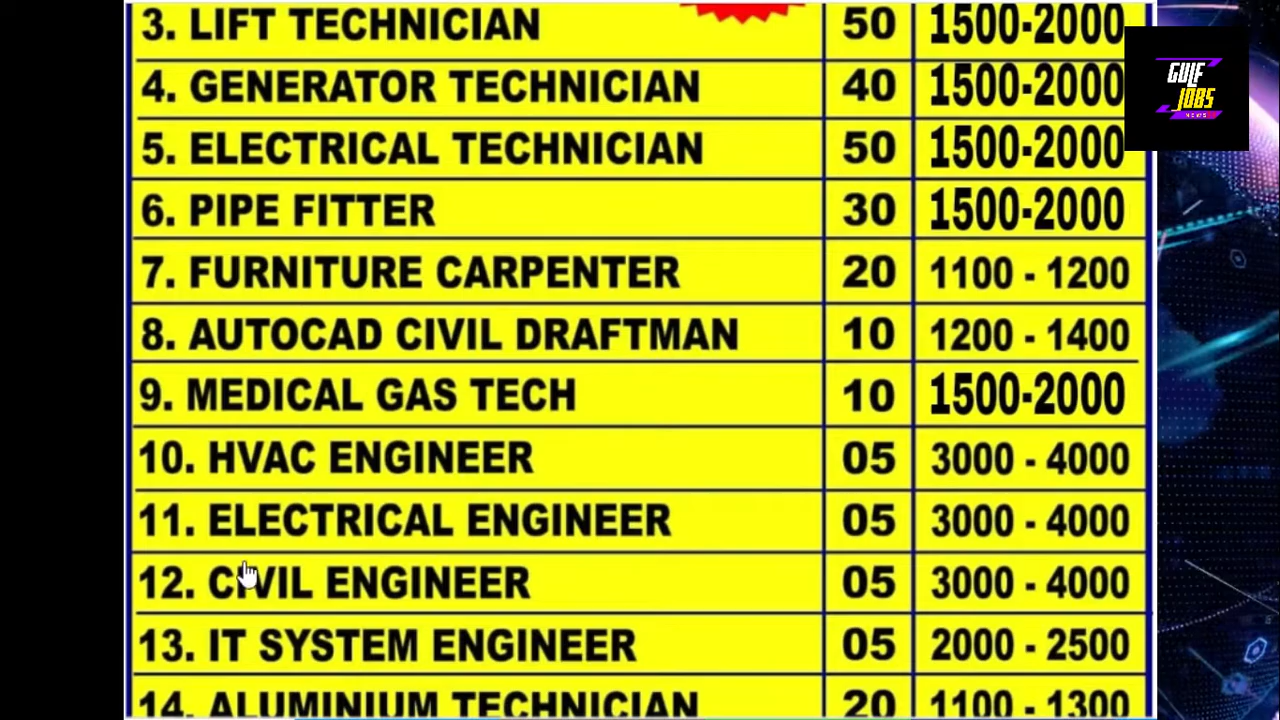 3. LIFT TECHNICIAN 50 1500-2000
4. GENERATOR TECHNICIAN 40 1500-2000
5. ELECTRICAL TECHNICIAN 50 1500-2000
6. PIPE FITTER 30 1500-2000
7. FURNITURE CARPENTER 20 1100 - 1200
8. AUTOCAD CIVIL DRAFTMAN 10 1200 - 1400
9. MEDICAL GAS TECH 10 1500-2000
10. HVAC ENGINEER 05 3000 - 4000
11. ELECTRICAL ENGINEER 05 3000 - 4000
12. CIVIL ENGINEER 05 3000 - 4000
13. IT SYSTEM ENGINEER 05 2000 - 2500
14. ALUMINIUM TECHNICIAN 20 1100 - 1300
GULF
JOBS
NEWS